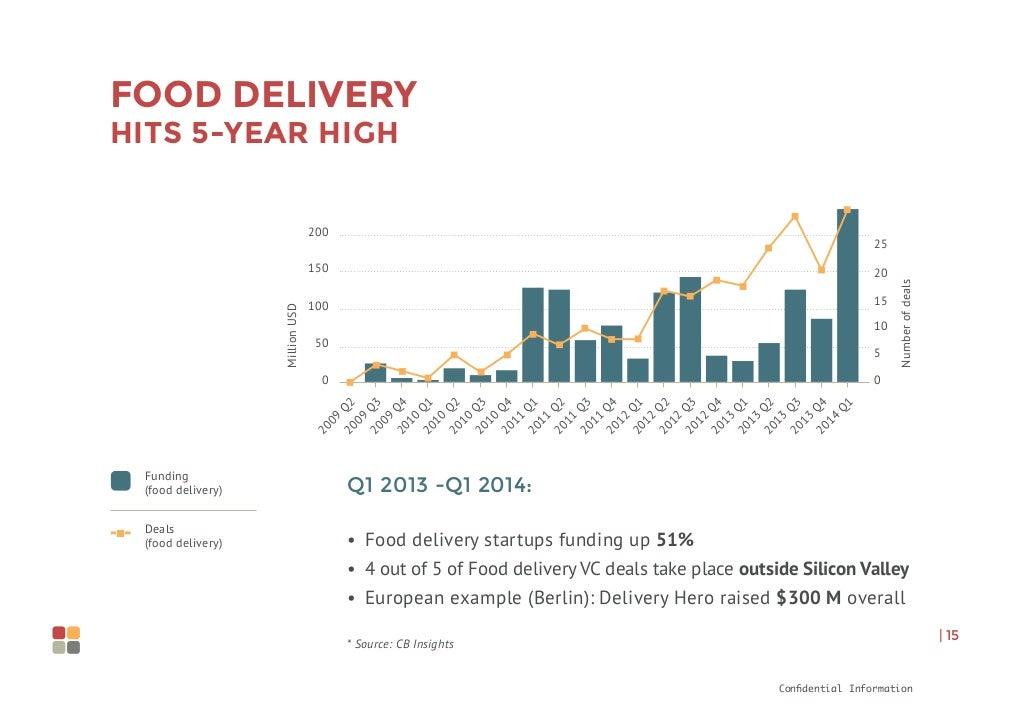 FOOD DELIVERY
HITS 5-YEAR HIGH
Million USD
200
150
100
50
0
25
20
15
10
5
0
Number of deals
2009 Q2
2009 Q3
2009 Q4
2010 Q1
2010 Q2
2010 Q3
2010 Q4
2011 Q1
2011 Q2
2011 Q3
2011 Q4
2012 Q1
2012 Q2
2012 Q3
2012 Q4
2013 Q1
2013 Q2
2013 Q3
2013 Q4
2014 Q1
Funding
(food delivery)
Deals
(food delivery)
Q1 2013 -Q1 2014:
• Food delivery startups funding up 51%
• 4 out of 5 of Food delivery VC deals take place outside Silicon Valley
• European example (Berlin): Delivery Hero raised $300 M overall
* Source: CB Insights
| 15
Confidential Information